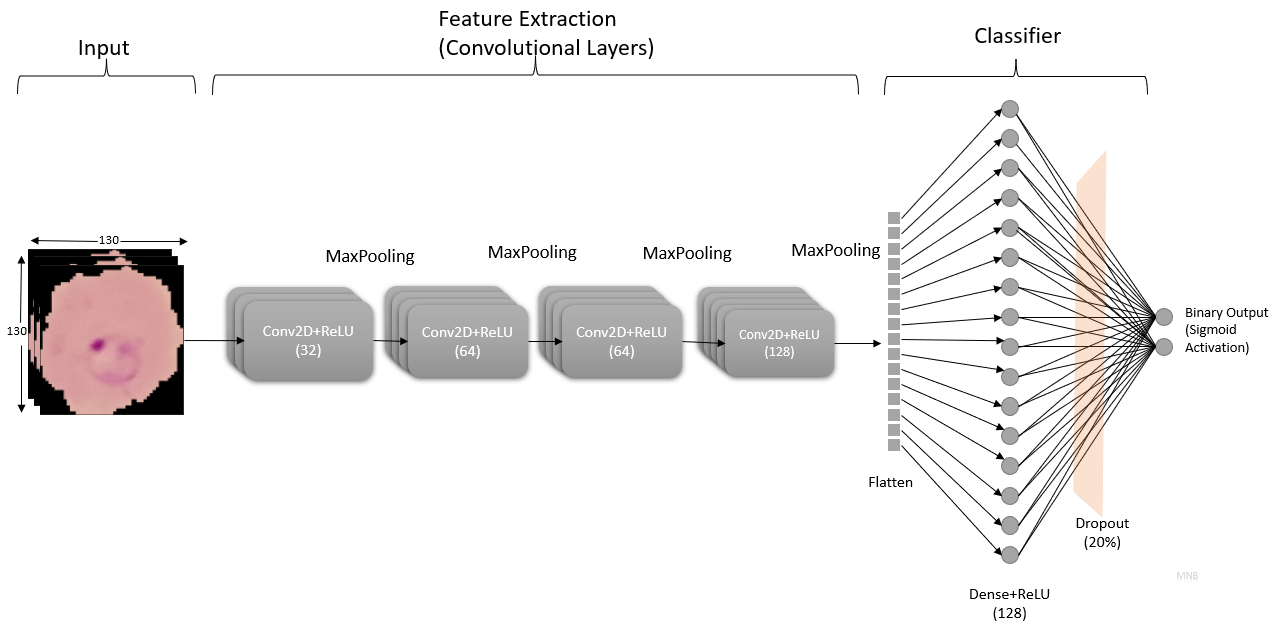 Input
Feature Extraction
(Convolutional Layers)
Classifier
130
130
MaxPooling
MaxPooling
MaxPooling
MaxPooling
Conv2D+ReLU
(32)
Conv2D+ReLU
(64)
Conv2D+ReLU
(64)
Conv2D+ReLU
(128)
Binary Output
(Sigmoid
Activation)
Flatten
Dropout
(20%)
Dense+ReLU
(128)
MNB